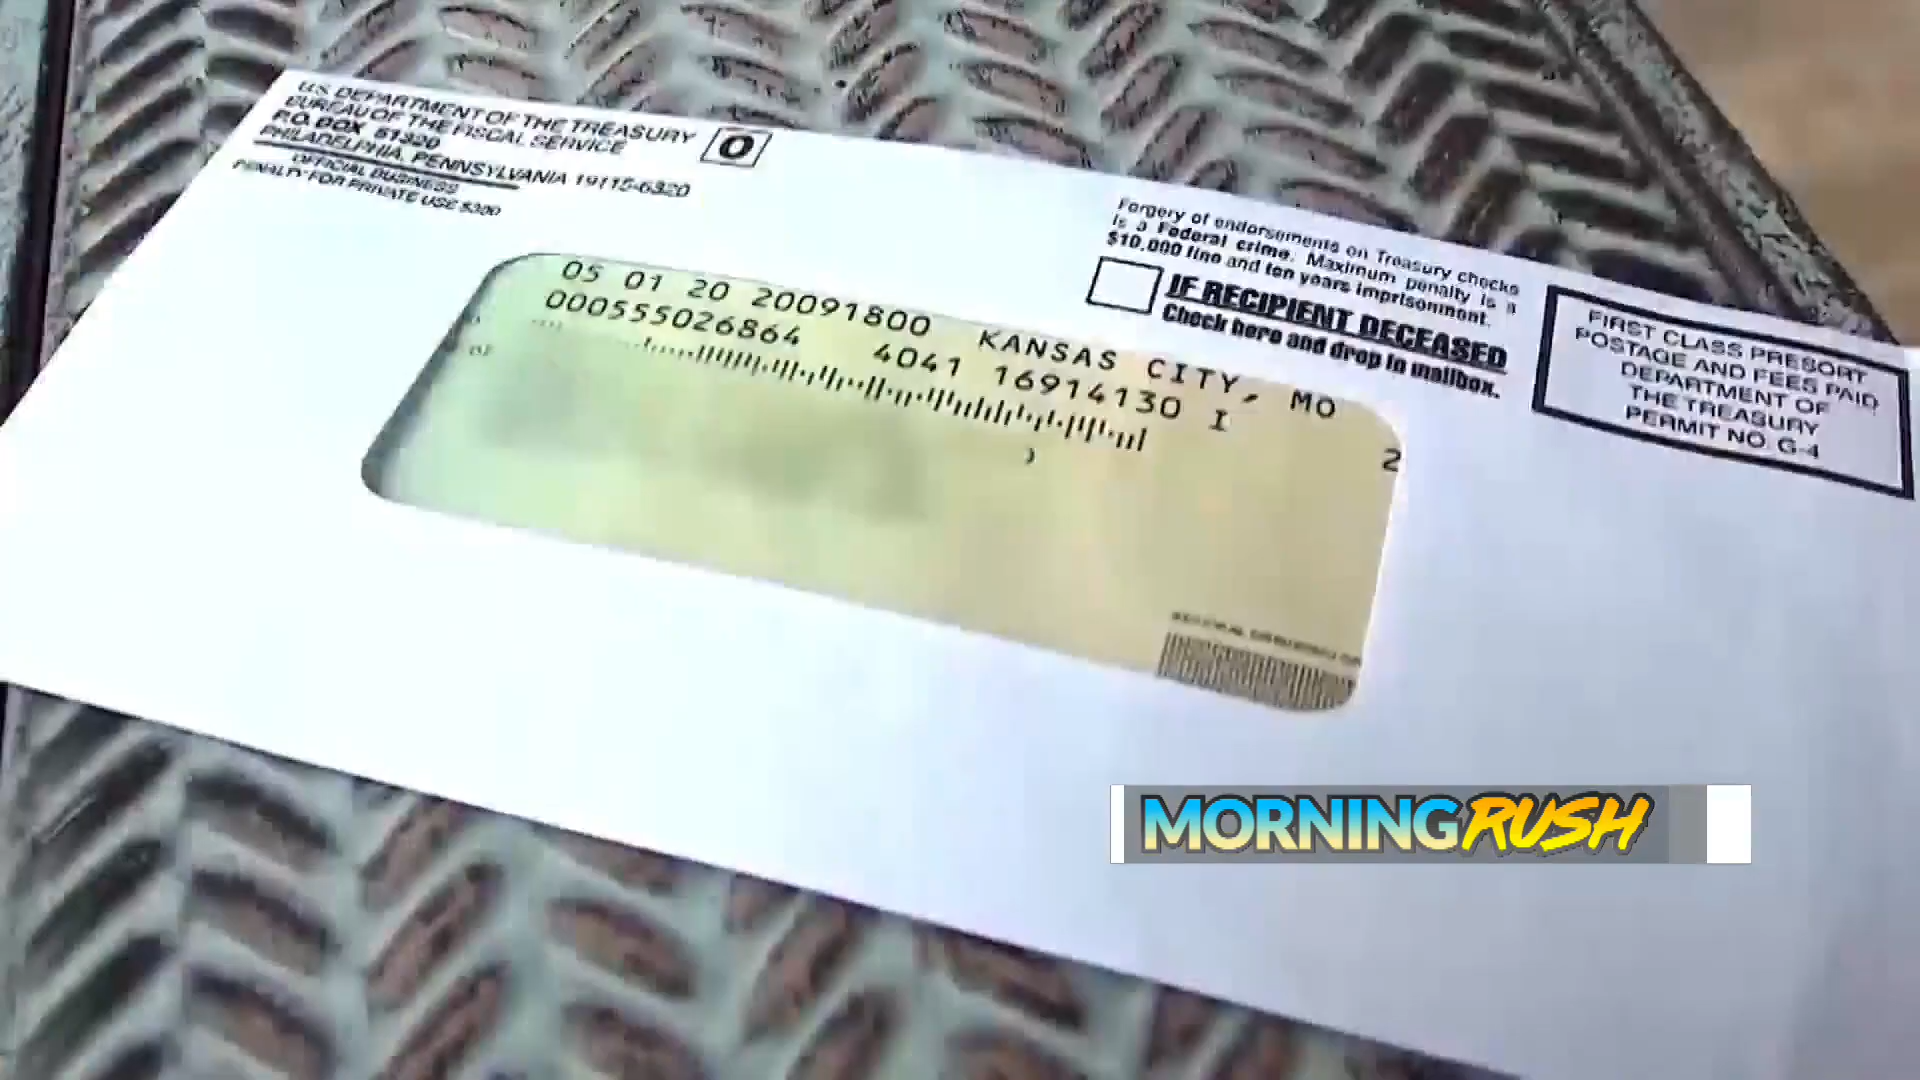 U.S. DEPARTMENT OF THE TREASURY
BUREAU OF THE FISCAL SERVICE
P.O. BOX 51320
PHILADELPHIA, PENNSYLVANIA 19115-6320
OFFICIAL BUSINESS
PENALTY FOR PRIVATE USE $300
O
Forgery of endorsements on Treasury checks
is a Federal crime. Maximum penalty is a
$10,000 fine and ten years imprisonment.
IF RECIPIENT DECEASED
Check here and drop in mailbox.
FIRST CLASS PRESORT
POSTAGE AND FEES PAID
DEPARTMENT OF
THE TREASURY
PERMIT NO. G-4
05 01 20 20091800 KANSAS CITY, MO
000555026864 4041 16914130 I
2
MORNING RUSH